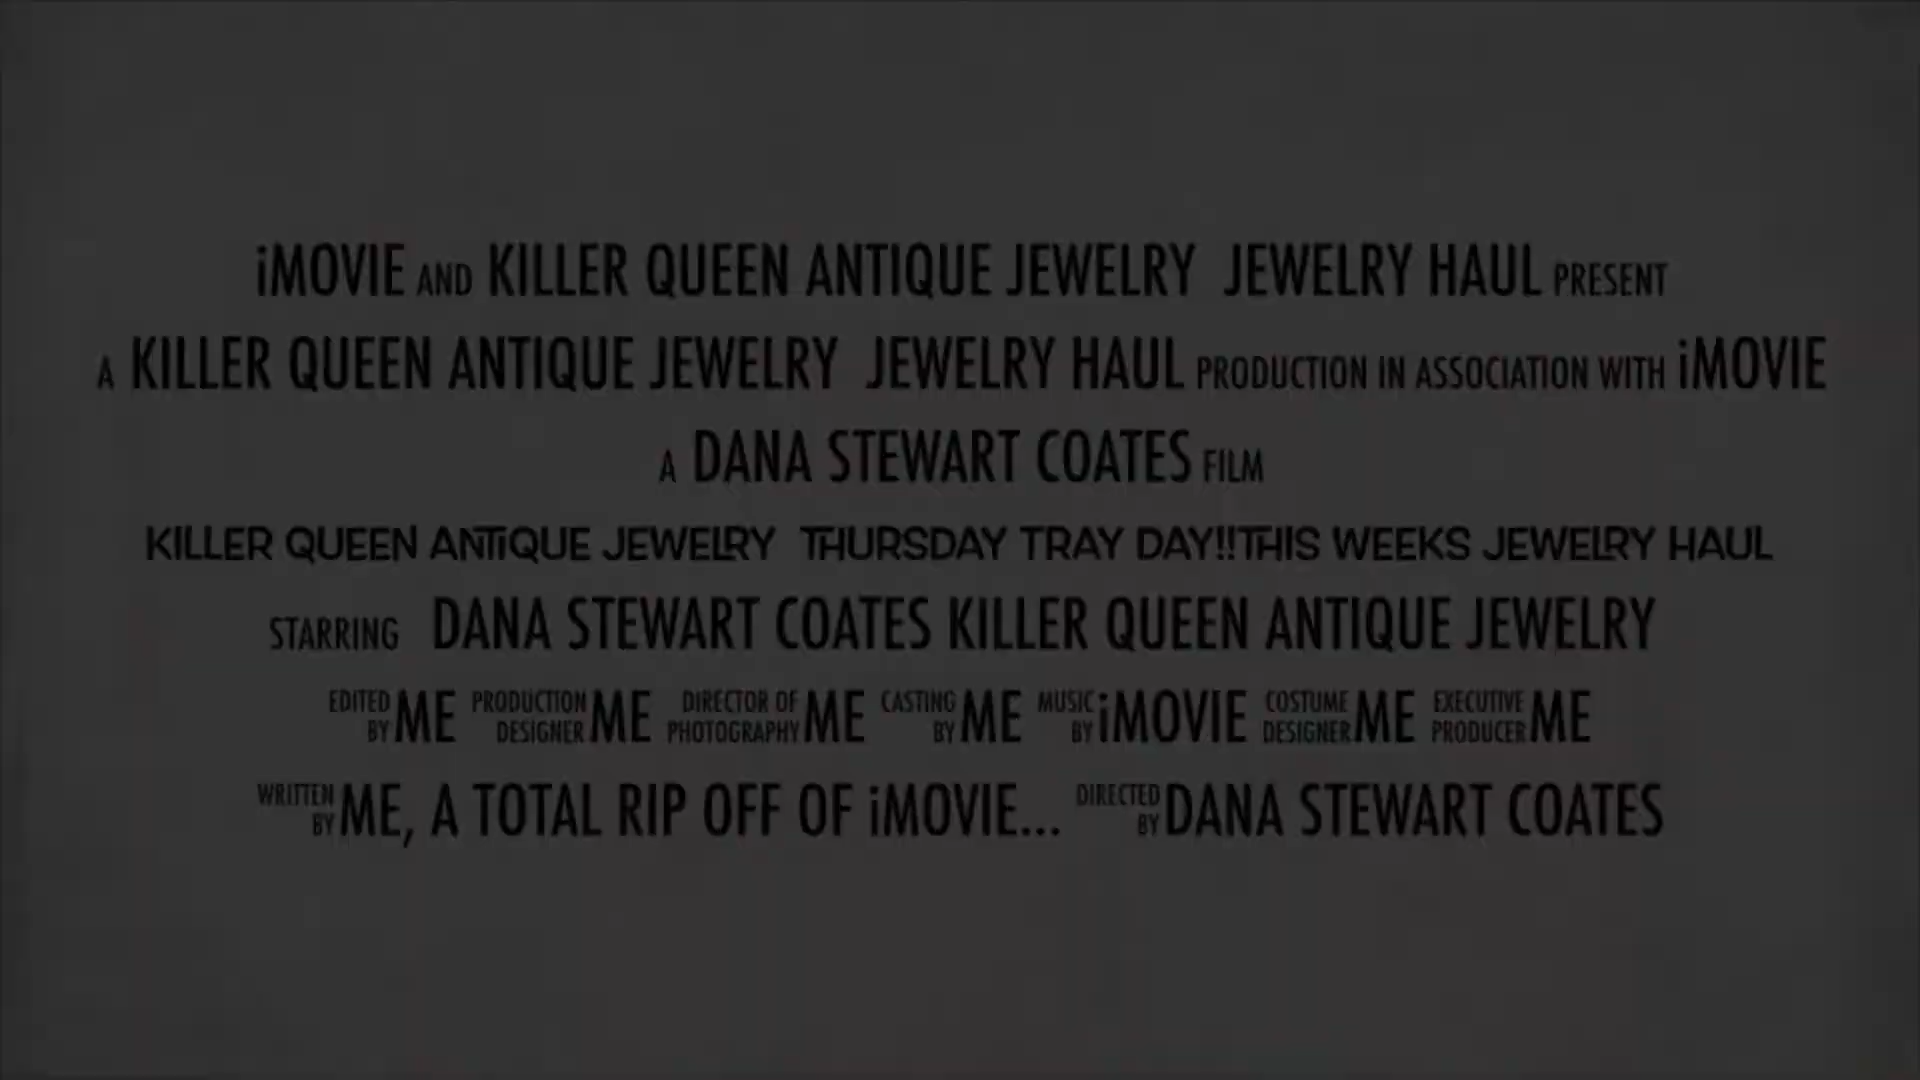 iMOVIE AND KILLER QUEEN ANTIQUE JEWELRY JEWELRY HAUL PRESENT
A KILLER QUEEN ANTIQUE JEWELRY JEWELRY HAUL PRODUCTION IN ASSOCIATION WITH iMOVIE
A DANA STEWART COATES FILM
KILLER QUEEN ANTIQUE JEWELRY THURSDAY TRAY DAY!!THIS WEEKS JEWELRY HAUL
STARRING DANA STEWART COATES KILLER QUEEN ANTIQUE JEWELRY
EDITED BY ME PRODUCTION DESIGNER ME DIRECTOR OF PHOTOGRAPHY ME CASTING BY ME MUSIC BY iMOVIE COSTUME DESIGNER ME EXECUTIVE PRODUCER ME
WRITTEN BY ME, A TOTAL RIP OFF OF iMOVIE... DIRECTED BY DANA STEWART COATES